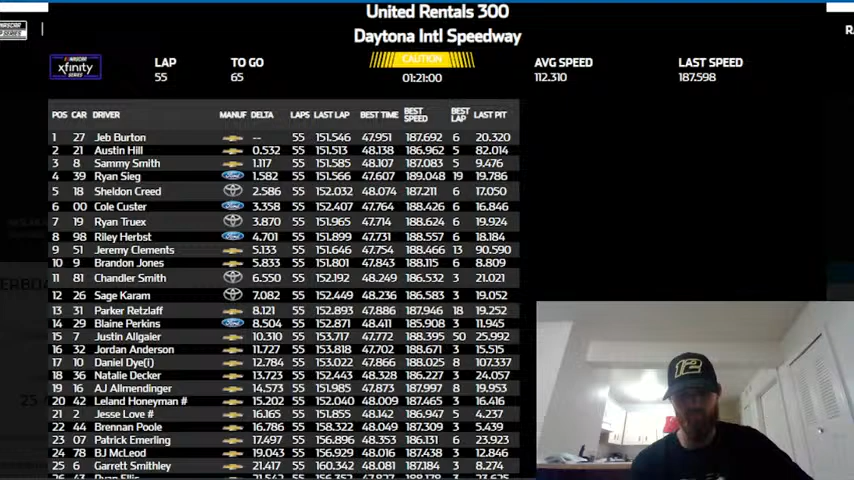 United Rentals 300
Daytona Intl Speedway
NASCAR
xfinity
SERIES
LAP TO GO CAUTION AVG SPEED LAST SPEED
55 65 01:21:00 112.310 187.598
POS CAR DRIVER MANUF DELTA LAPS LAST LAP BEST TIME BEST SPEED BEST LAP LAST PIT
1 27 Jeb Burton -- 55 151.546 47.951 187.692 6 20.320
2 21 Austin Hill 0.532 55 151.513 48.138 186.962 5 82.014
3 8 Sammy Smith 1.117 55 151.585 48.107 187.083 5 9.476
4 39 Ryan Sieg 1.582 55 151.566 47.607 189.048 19 19.786
5 18 Sheldon Creed 2.586 55 152.032 48.074 187.211 6 17.050
6 00 Cole Custer 3.358 55 152.407 47.764 188.426 6 16.846
7 19 Ryan Truex 3.870 55 151.965 47.714 188.624 6 19.924
8 98 Riley Herbst 4.701 55 151.899 47.731 188.557 6 18.184
9 51 Jeremy Clements 5.133 55 151.646 47.754 188.466 13 90.590
10 9 Brandon Jones 5.833 55 151.801 47.843 188.115 6 8.809
11 81 Chandler Smith 6.550 55 152.192 48.249 186.532 3 21.021
12 26 Sage Karam 7.082 55 152.449 48.236 186.583 3 19.052
13 31 Parker Retzlaff 8.121 55 152.893 47.886 187.946 18 19.252
14 29 Blaine Perkins 8.504 55 152.871 48.411 185.908 3 11.945
15 7 Justin Allgaier 10.310 55 153.717 47.772 188.395 50 25.992
16 32 Jordan Anderson 11.727 55 153.818 47.702 188.671 3 15.515
17 10 Daniel Dye(i) 12.784 55 153.022 47.866 188.025 8 107.337
18 36 Natalie Decker 13.723 55 152.443 48.328 186.227 3 24.057
19 16 AJ Allmendinger 14.573 55 151.985 47.873 187.997 8 19.953
20 42 Leland Honeyman # 15.202 55 152.040 48.009 187.465 3 16.416
21 2 Jesse Love # 16.165 55 151.855 48.142 186.947 5 4.237
22 44 Brennan Poole 16.786 55 158.322 48.049 187.309 3 5.439
23 07 Patrick Emerling 17.497 55 156.896 48.353 186.131 6 23.923
24 78 BJ McLeod 19.043 55 156.929 48.016 187.438 3 12.846
25 6 Garrett Smithley 21.417 55 160.342 48.081 187.184 3 8.274
12